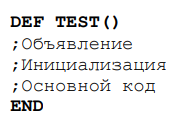 DEF TEST()
;Объявление
;Инициализация
;Основной код
END